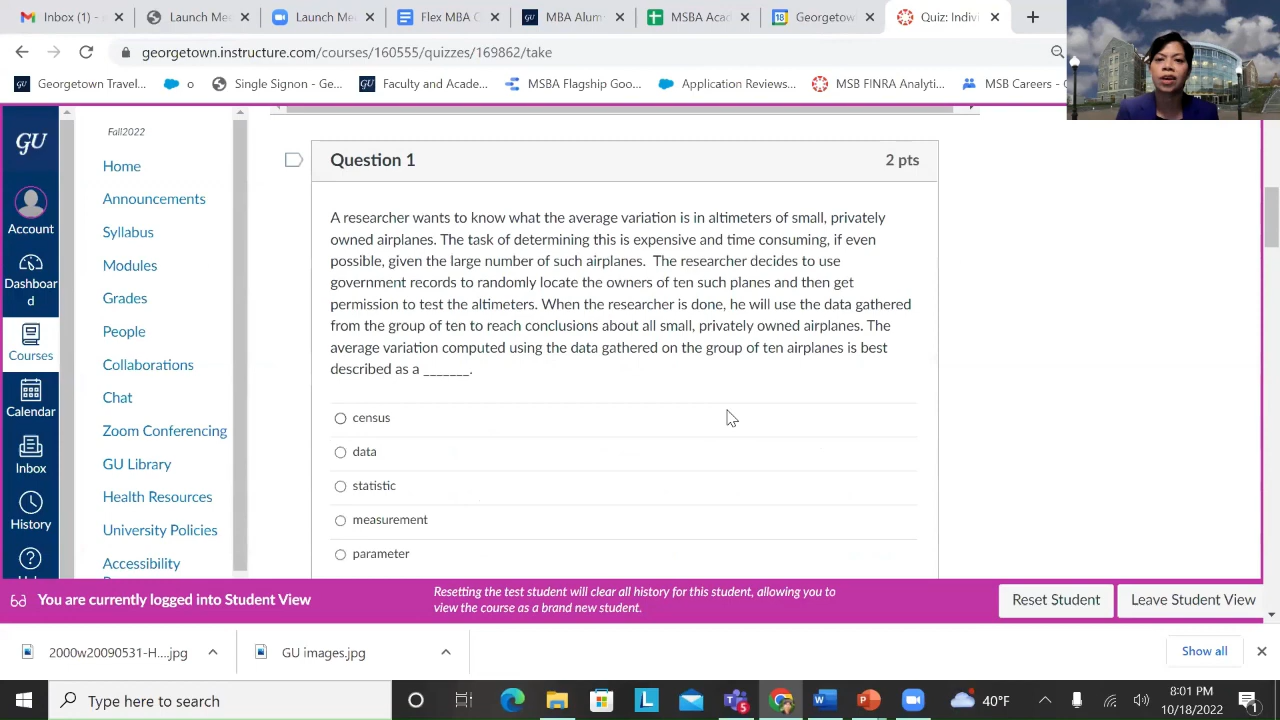 Inbox (9
Launch Me
Launch Me
Flex MBA C
MBA Alum
MSBA Acad
Georgetow
Quiz: Indiv
georgetown.instructure.com/courses/160555/quizzes/169862/take
Georgetown Travel...
o
Single Signon - Ge...
Faculty and Acad
MSBA Flagship Goo...
Application Reviews...
MSB FINRA Analyti...
MSB Careers -
GU
Fall2022
Home
Announcements
Syllabus
Modules
Grades
People
Collaborations
Chat
Zoom Conferencing
GU Library
Health Resources
University Policies
Accessibility
Account
Dashboar
d
Courses
Calendar
Inbox
History
Question 1
2 pts
A researcher wants to know what the average variation is in altimeters of small, privately
owned airplanes. The task of determining this is expensive and time consuming, if even
possible, given the large number of such airplanes. The researcher decides to use
government records to randomly locate the owners of ten such planes and then get
permission to test the altimeters. When the researcher is done, he will use the data gathered
from the group of ten to reach conclusions about all small, privately owned airplanes. The
average variation computed using the data gathered on the group of ten airplanes is best
described as a _______.
census
data
statistic
measurement
parameter
You are currently logged into Student View
Resetting the test student will clear all history for this student, allowing you to
view the course as a brand new student.
Reset Student
Leave Student View
2000w20090531-H....jpg
GU images.jpg
Show all
Type here to search
40°F
8:01 PM
10/18/2022